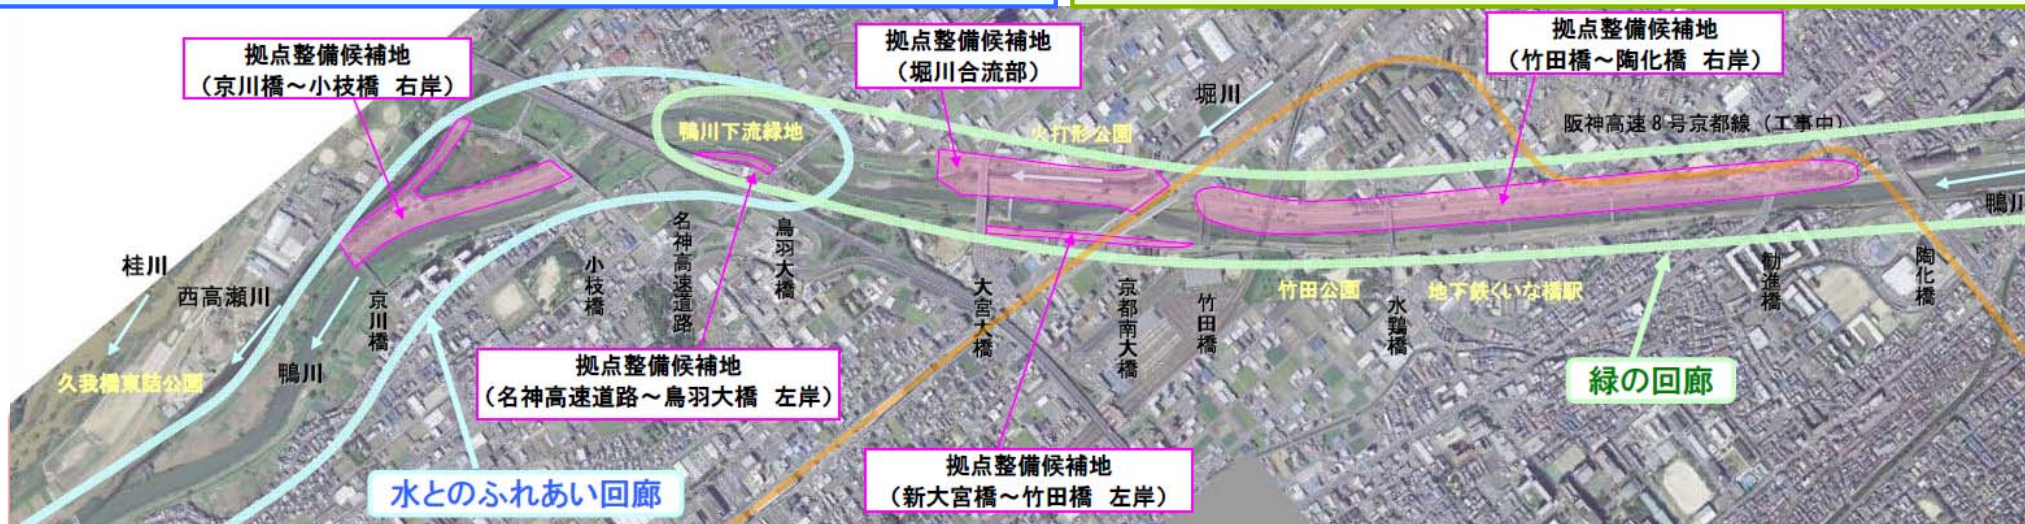 拠点整備候補地
（京川橋～小枝橋 右岸）
拠点整備候補地
（堀川合流部）
拠点整備候補地
（竹田橋～陶化橋 右岸）
堀川
阪神高速８号京都線（工事中）
鴨川下流緑地
火打形公園
鴨川
桂川
西高瀬川
京川橋
小枝橋
名神高速道路
鳥羽大橋
大宮大橋
京都南大橋
竹田橋
竹田公園
水鶏橋
地下鉄くいな橋駅
勧進橋
陶化橋
久我橋東詰公園
鴨川
拠点整備候補地
（名神高速道路～鳥羽大橋 左岸）
緑の回廊
水とのふれあい回廊
拠点整備候補地
（新大宮橋～竹田橋 左岸）